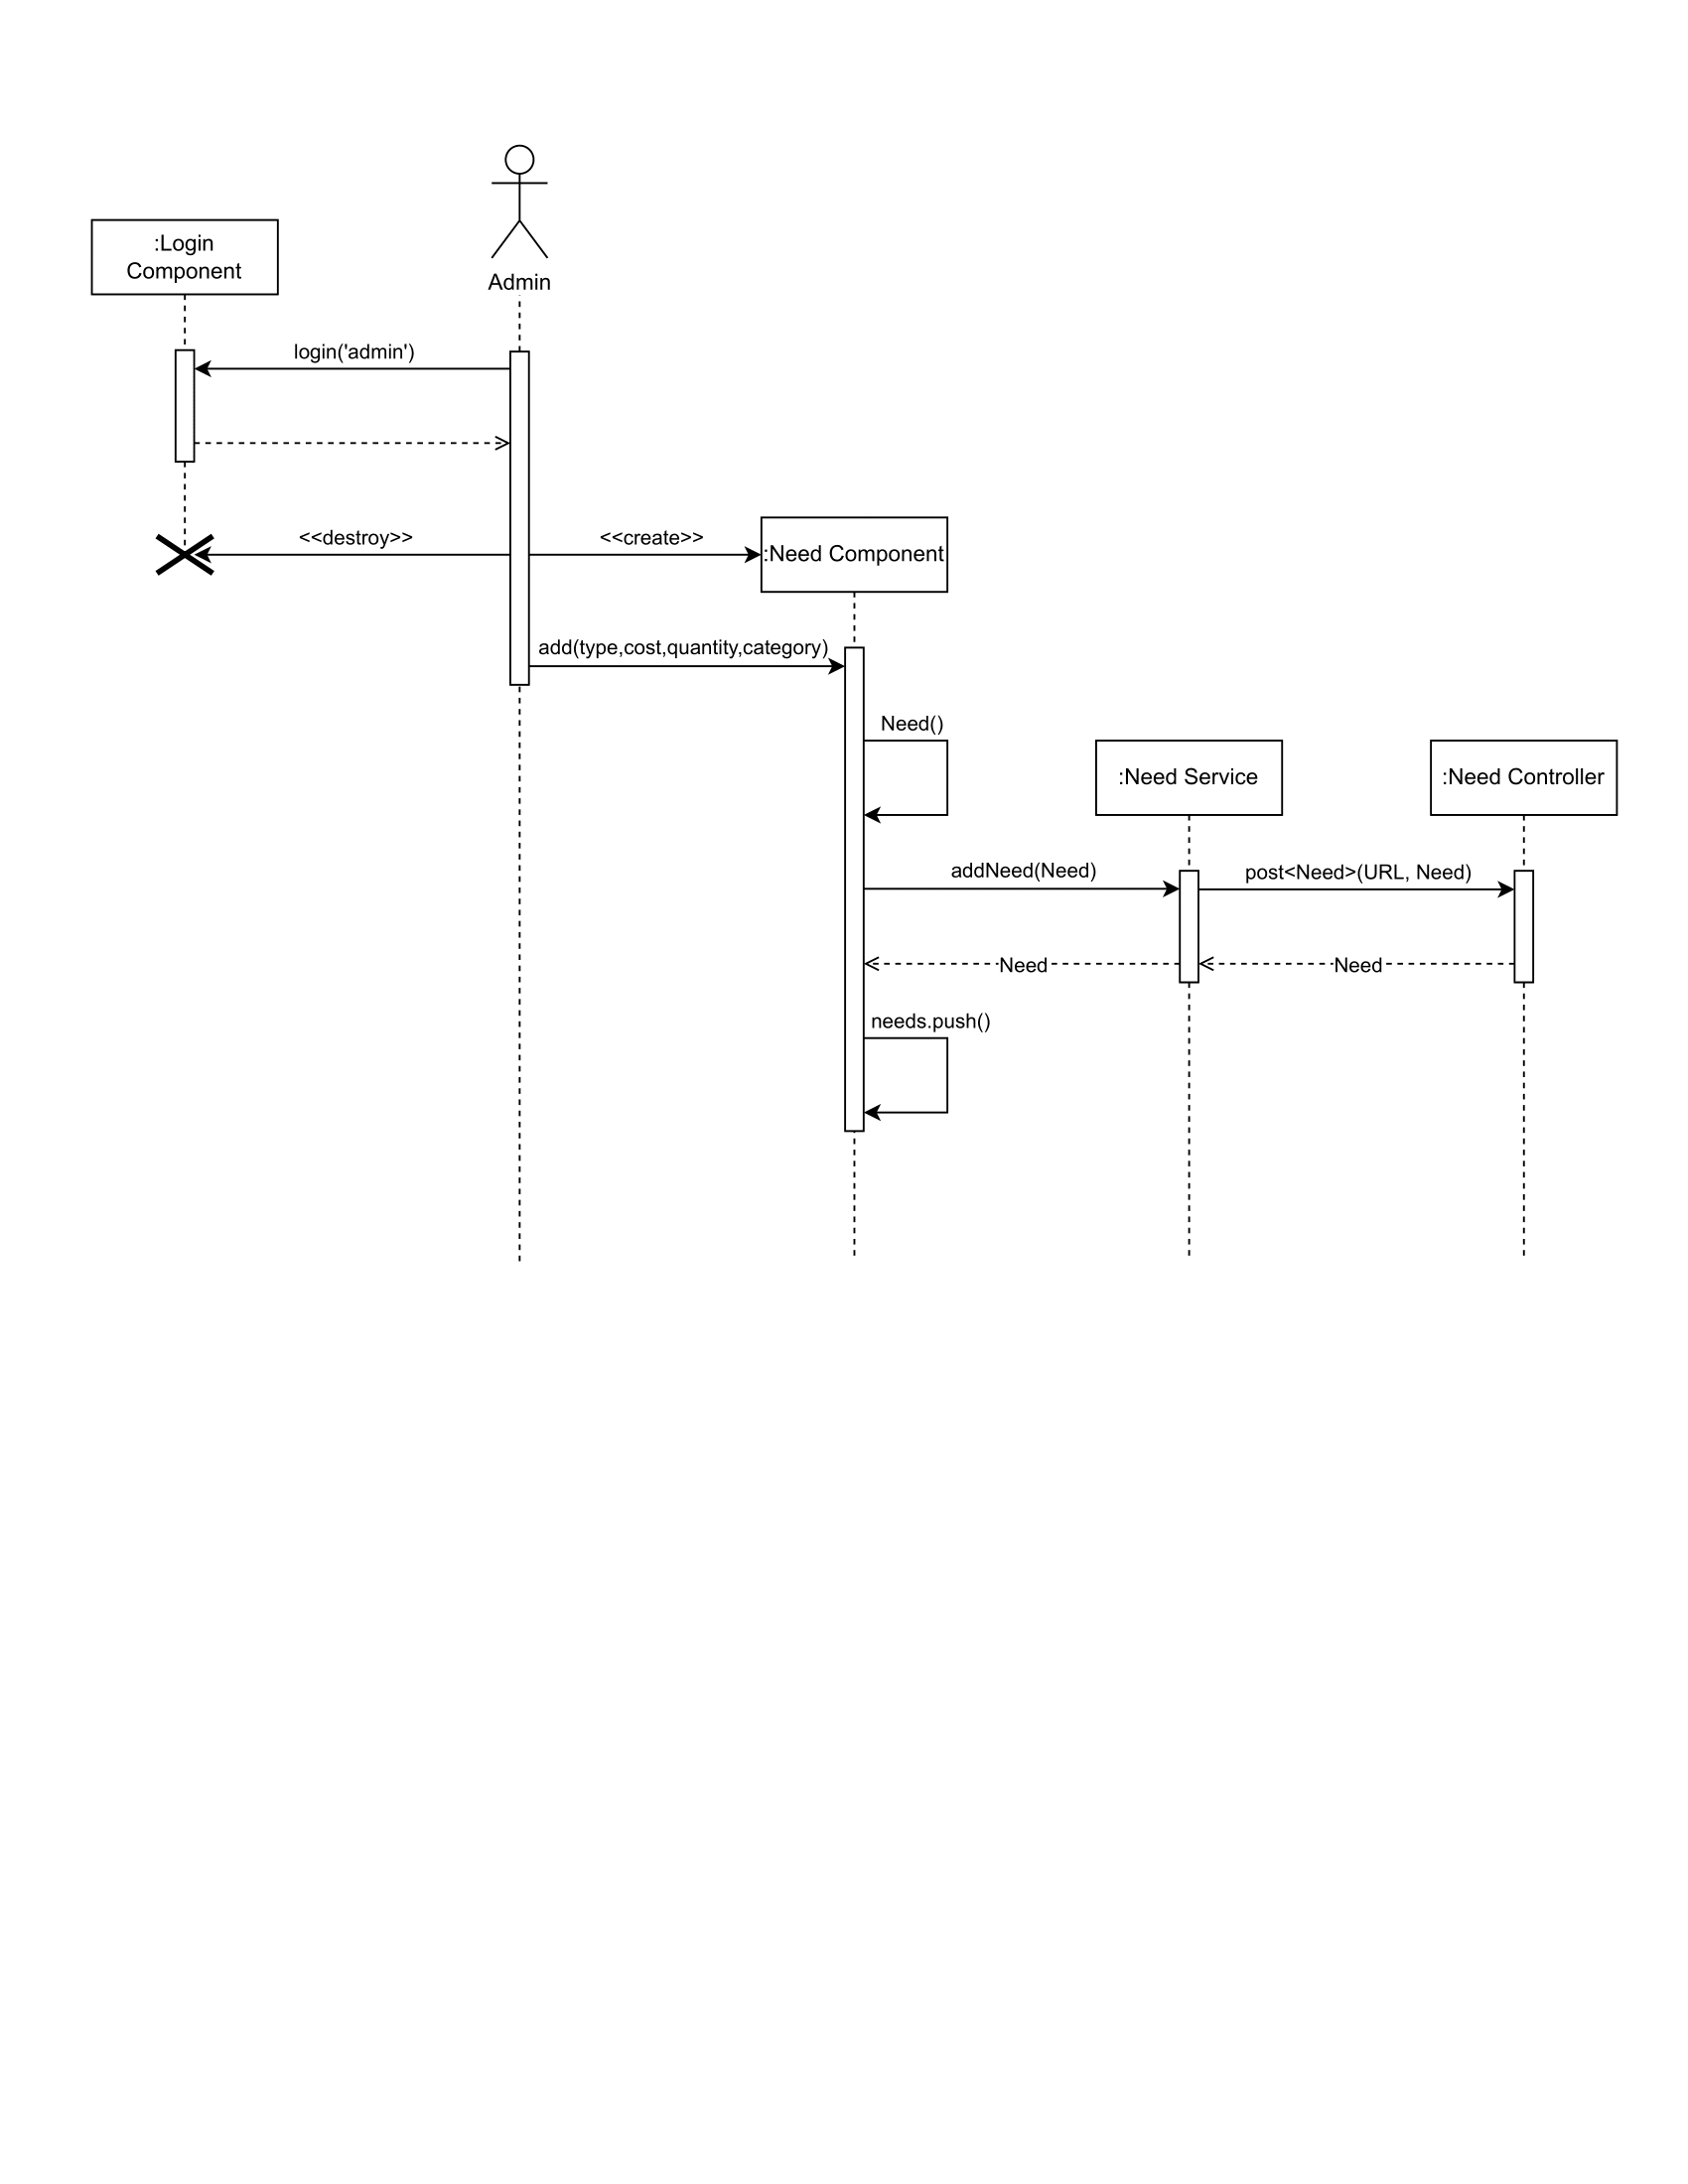 :Login
Component
Admin
login('admin')
<<destroy>>
<<create>>
:Need Component
add(type,cost,quantity,category)
Need()
:Need Service
:Need Controller
addNeed(Need)
post<Need>(URL, Need)
Need
Need
needs.push()